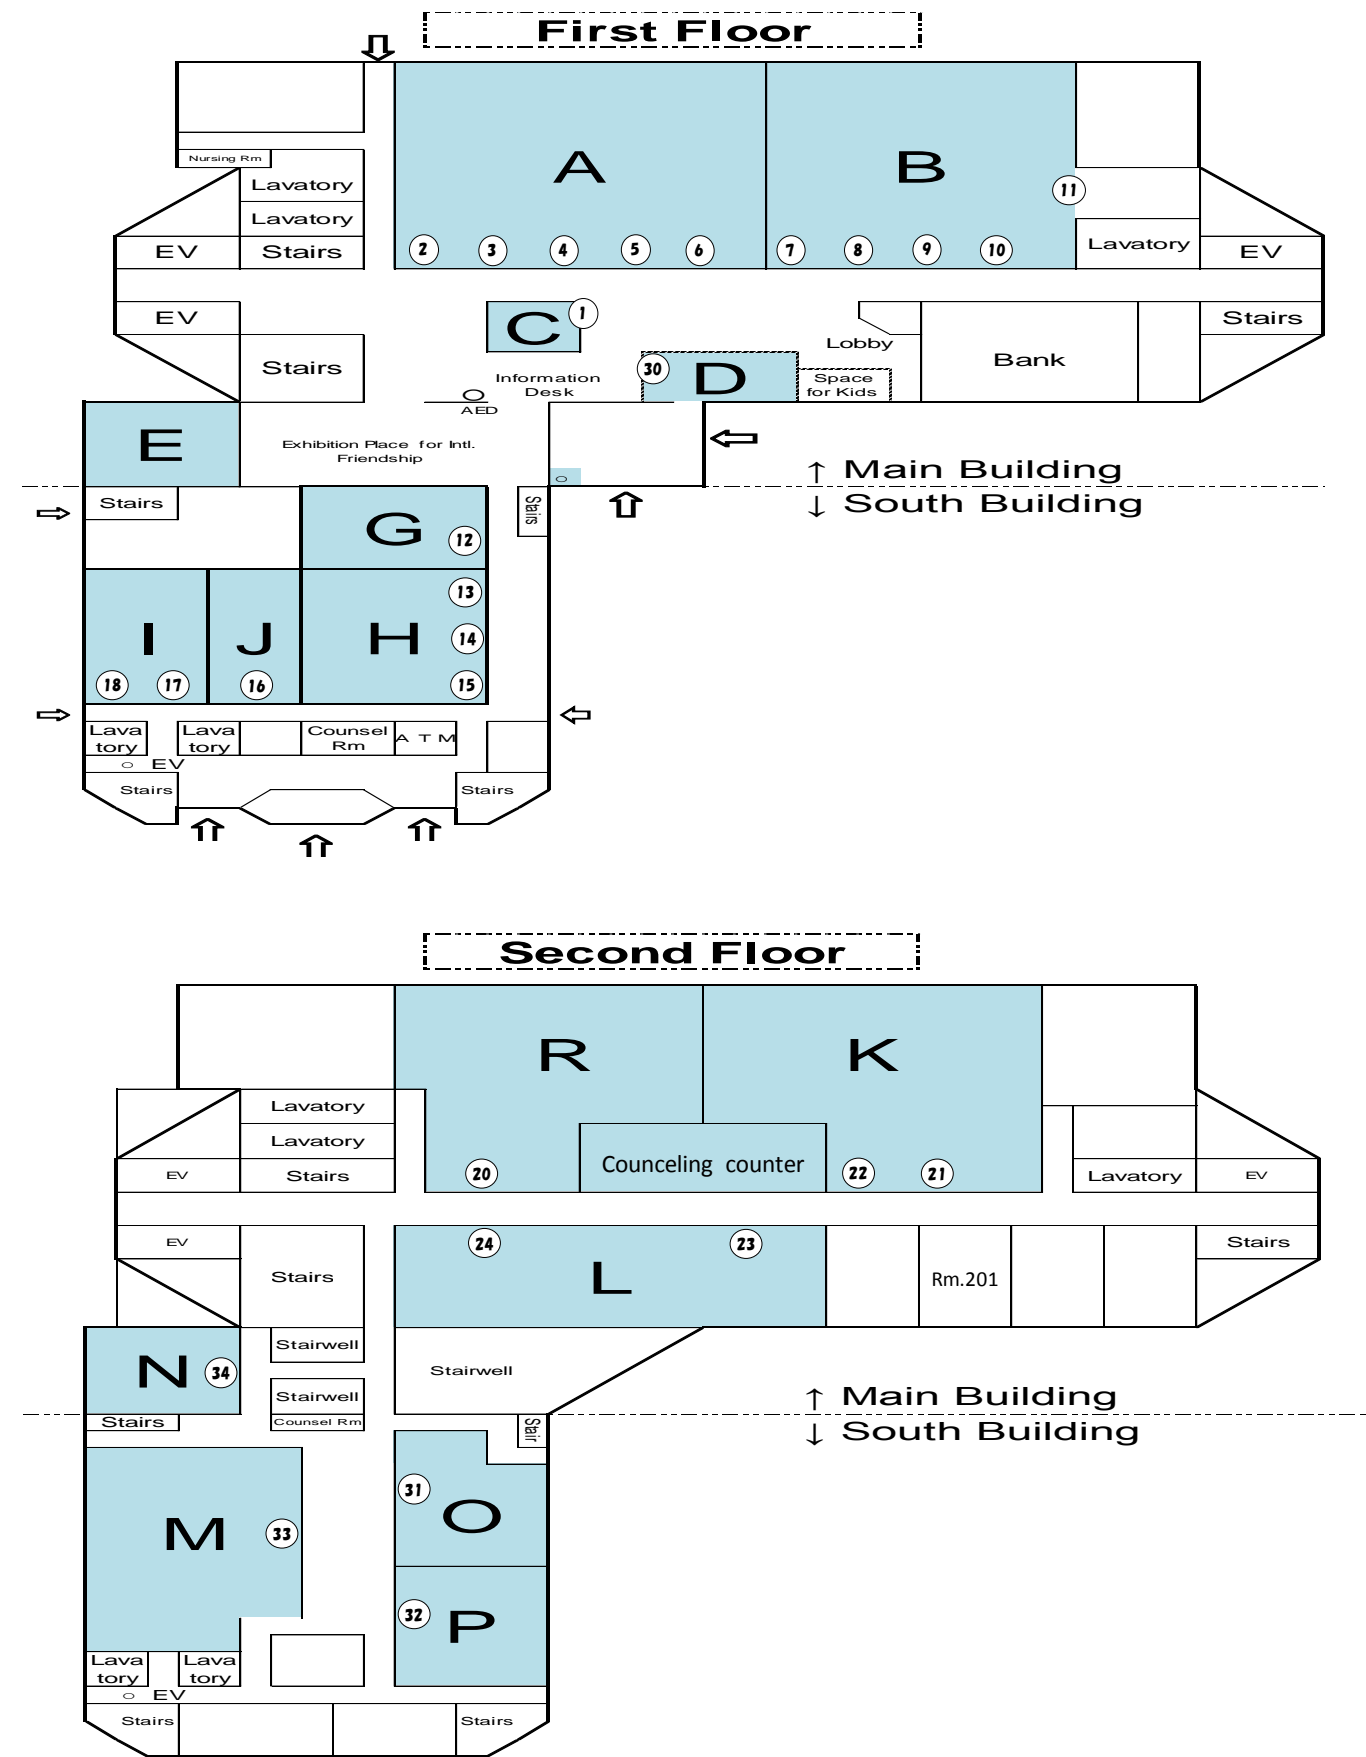 First Floor
A
B
Nursing Rm
Lavatory
11
Lavatory
EV
Stairs
2
3
4
5
6
7
8
9
10
Lavatory
EV
EV
C
1
Stairs
Stairs
Lobby
Bank
30
D
Information
Desk
Space
for Kids
AED
E
Exhibition Place for Intl.
Friendship
↑ Main Building
↓ South Building
Stairs
Stairs
G
12
13
I
J
H
14
18
17
16
15
Lava
tory
Lava
tory
Counsel
Rm
ATM
EV
Stairs
Stairs
Second Floor
R
K
Lavatory
Lavatory
EV
Stairs
20
Counceling counter
22
21
Lavatory
EV
EV
24
23
Stairs
Stairs
L
Rm.201
Stairwell
N
34
Stairwell
Stairwell
Stairs
Counsel Rm
Stair
↑ Main Building
↓ South Building
31
O
M
33
32
P
Lava
tory
Lava
tory
EV
Stairs
Stairs